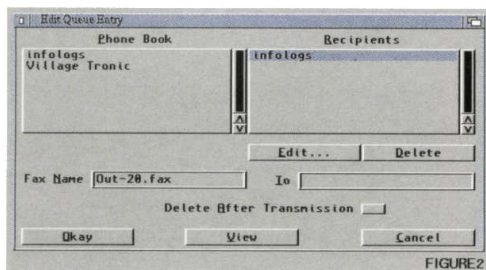 Edit Queue Entry
Phone Book
Recipients
infologs
Village Tronic
infologs
Edit...
Delete
Fax Name
Out-20.fax
To
Delete After Transmission
Okay
View
Cancel
FIGURE2